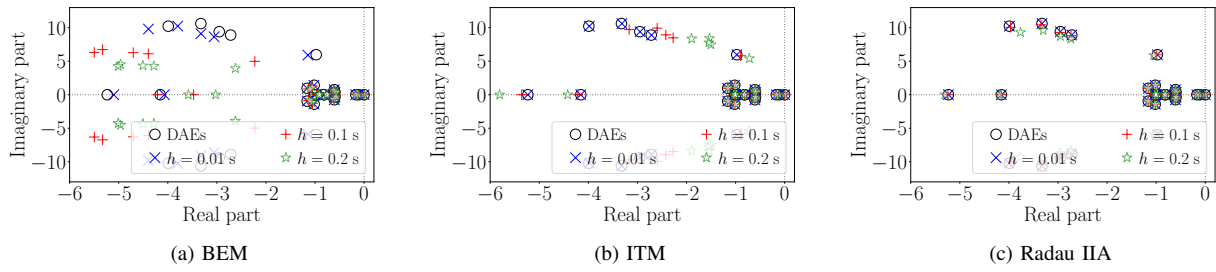 Imaginary part
10
5
0
−5
−10
DAEs
h = 0.01 s
h = 0.1 s
h = 0.2 s
−6 −5 −4 −3 −2 −1 0
Real part
(a) BEM
Imaginary part
10
5
0
−5
−10
DAEs
h = 0.01 s
h = 0.1 s
h = 0.2 s
−6 −5 −4 −3 −2 −1 0
Real part
(b) ITM
Imaginary part
10
5
0
−5
−10
DAEs
h = 0.01 s
h = 0.1 s
h = 0.2 s
−6 −5 −4 −3 −2 −1 0
Real part
(c) Radau IIA